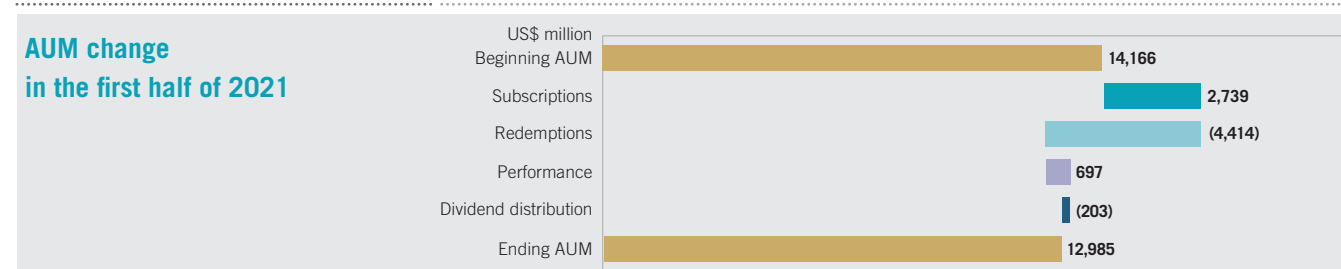 AUM change
in the first half of 2021
US$ million
Beginning AUM 14,166
Subscriptions 2,739
Redemptions (4,414)
Performance 697
Dividend distribution (203)
Ending AUM 12,985